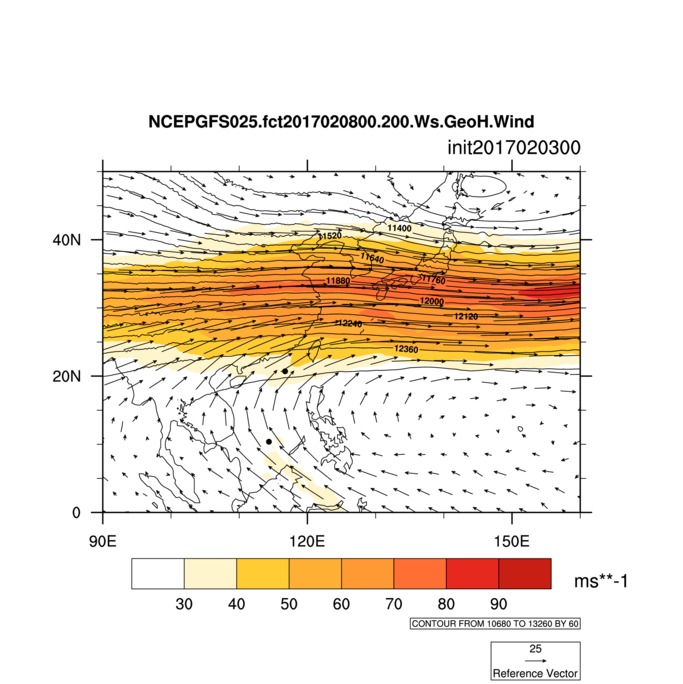 NCEPGFS025.fct2017020800.200.Ws.GeoH.Wind
init2017020300
11400
11520
40N
11640
11760
11880
12000
12120
12240
12360
20N
0
90E 120E 150E
ms**-1
30 40 50 60 70 80 90
CONTOUR FROM 10680 TO 13260 BY 60
25
Reference Vector